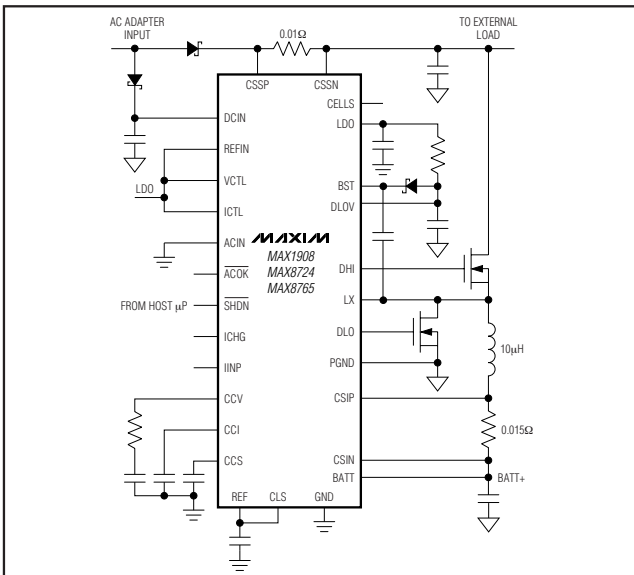 AC ADAPTER
INPUT
0.01Ω
TO EXTERNAL
LOAD
CSSP
CSSN
CELLS
LDO
DCIN
REFIN
VCTL
LDO
ICTL
BST
DLOV
ACIN
MAXIM
MAX1908
MAX8724
MAX8765
ACOK
DHI
FROM HOST μP
SHDN
LX
ICHG
DLO
IINP
PGND
10μH
CCV
CSIP
CCI
0.015Ω
CCS
CSIN
BATT
BATT+
REF
CLS
GND